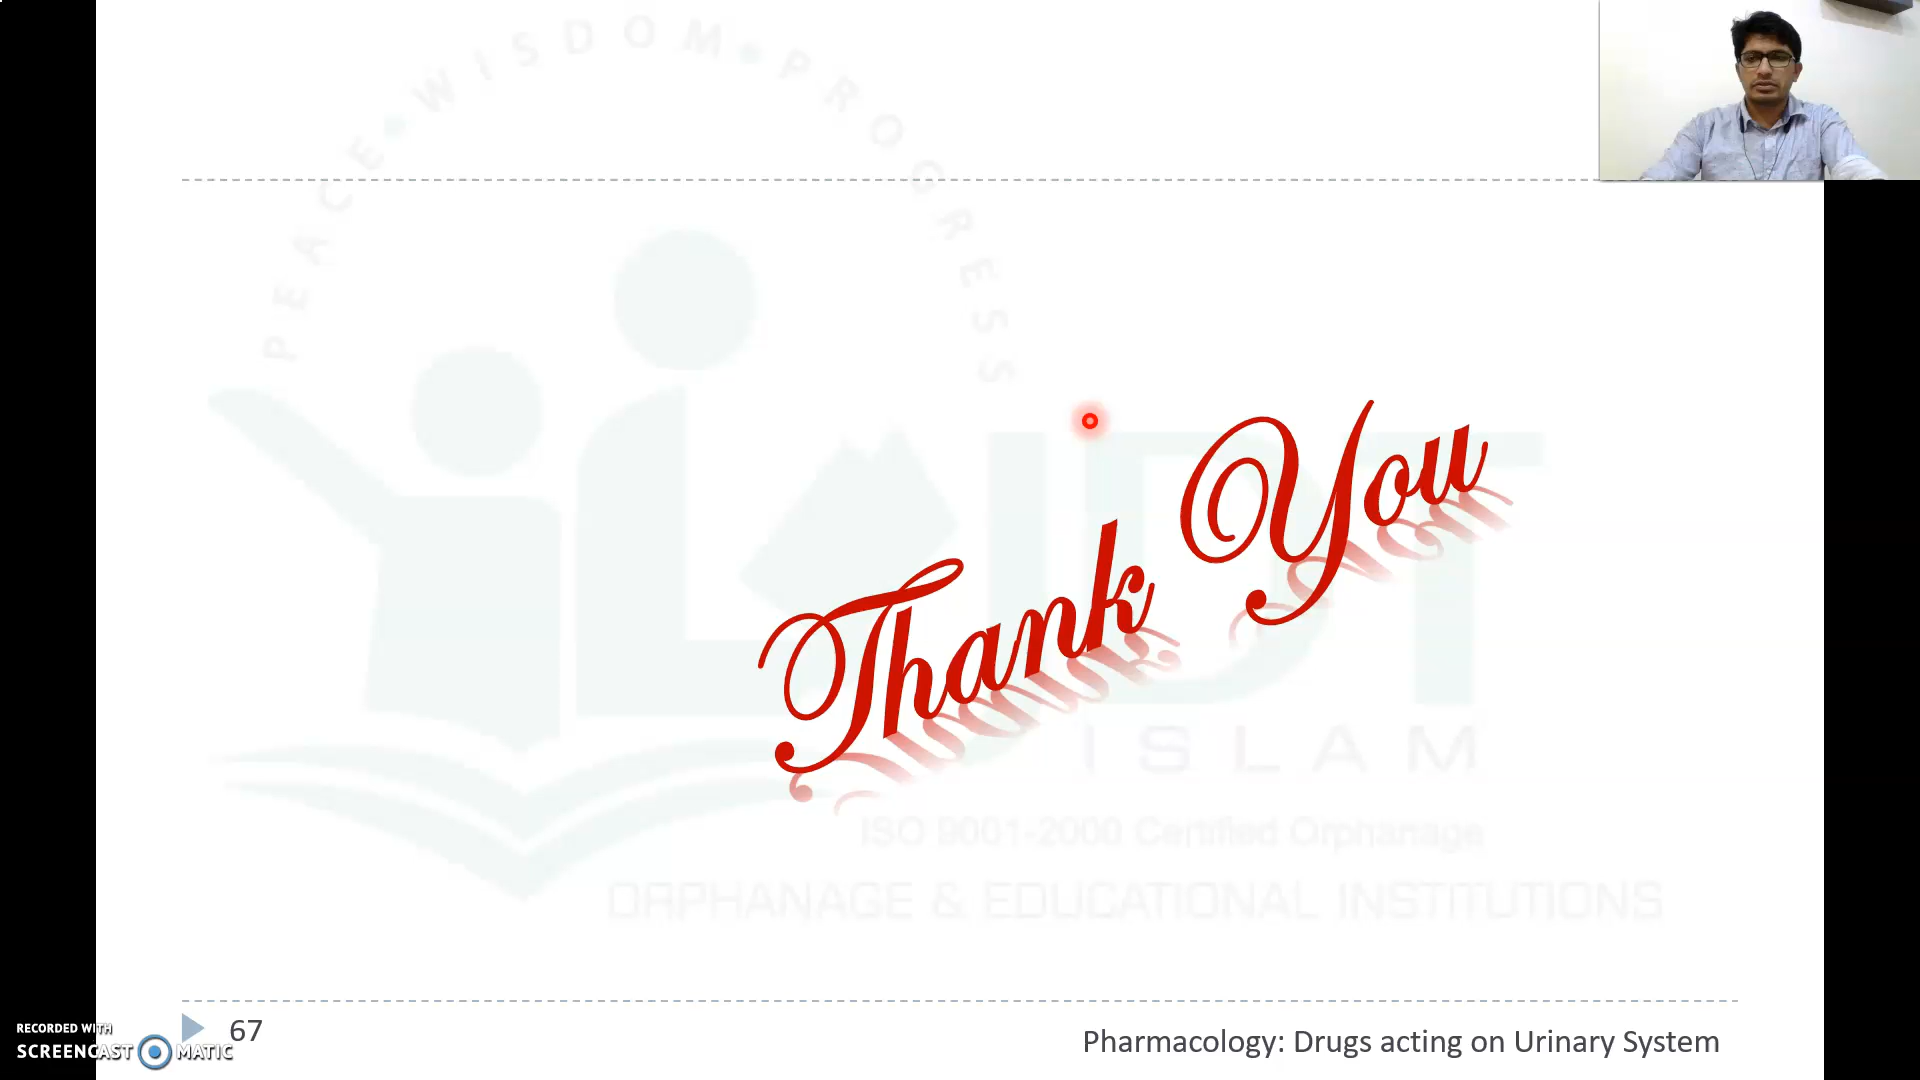 PEACE • WISDOM • PROGRESS
Thank You
JDT
ISLAM
ISO 9001-2000 Certified Orphanage
ORPHANAGE & EDUCATIONAL INSTITUTIONS
67
Pharmacology: Drugs acting on Urinary System
RECORDED WITH
SCREENCAST MATIC